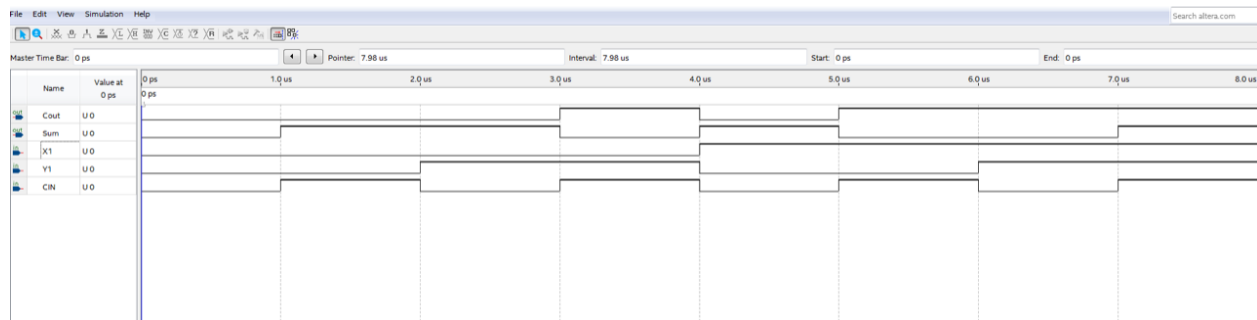 File Edit View Simulation Help
Search altera.com
Master Time Bar: 0 ps Pointer: 7.98 us Interval: 7.98 us Start: 0 ps End: 0 ps
Name Value at 0 ps
0 ps 1.0 us 2.0 us 3.0 us 4.0 us 5.0 us 6.0 us 7.0 us 8.0 us
0 ps
Cout U 0
Sum U 0
X1 U 0
Y1 U 0
CIN U 0